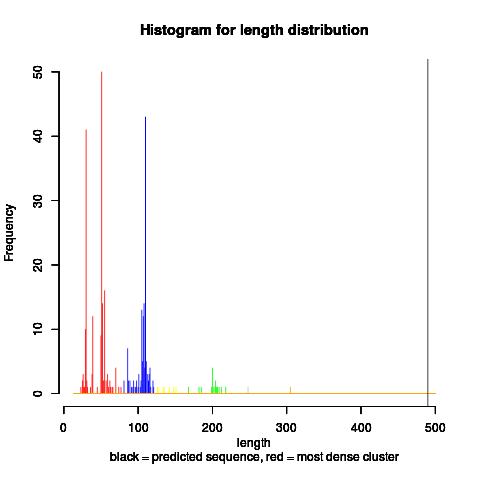 Histogram for length distribution
Frequency
50
40
30
20
10
0
0 100 200 300 400 500
length
black = predicted sequence, red = most dense cluster